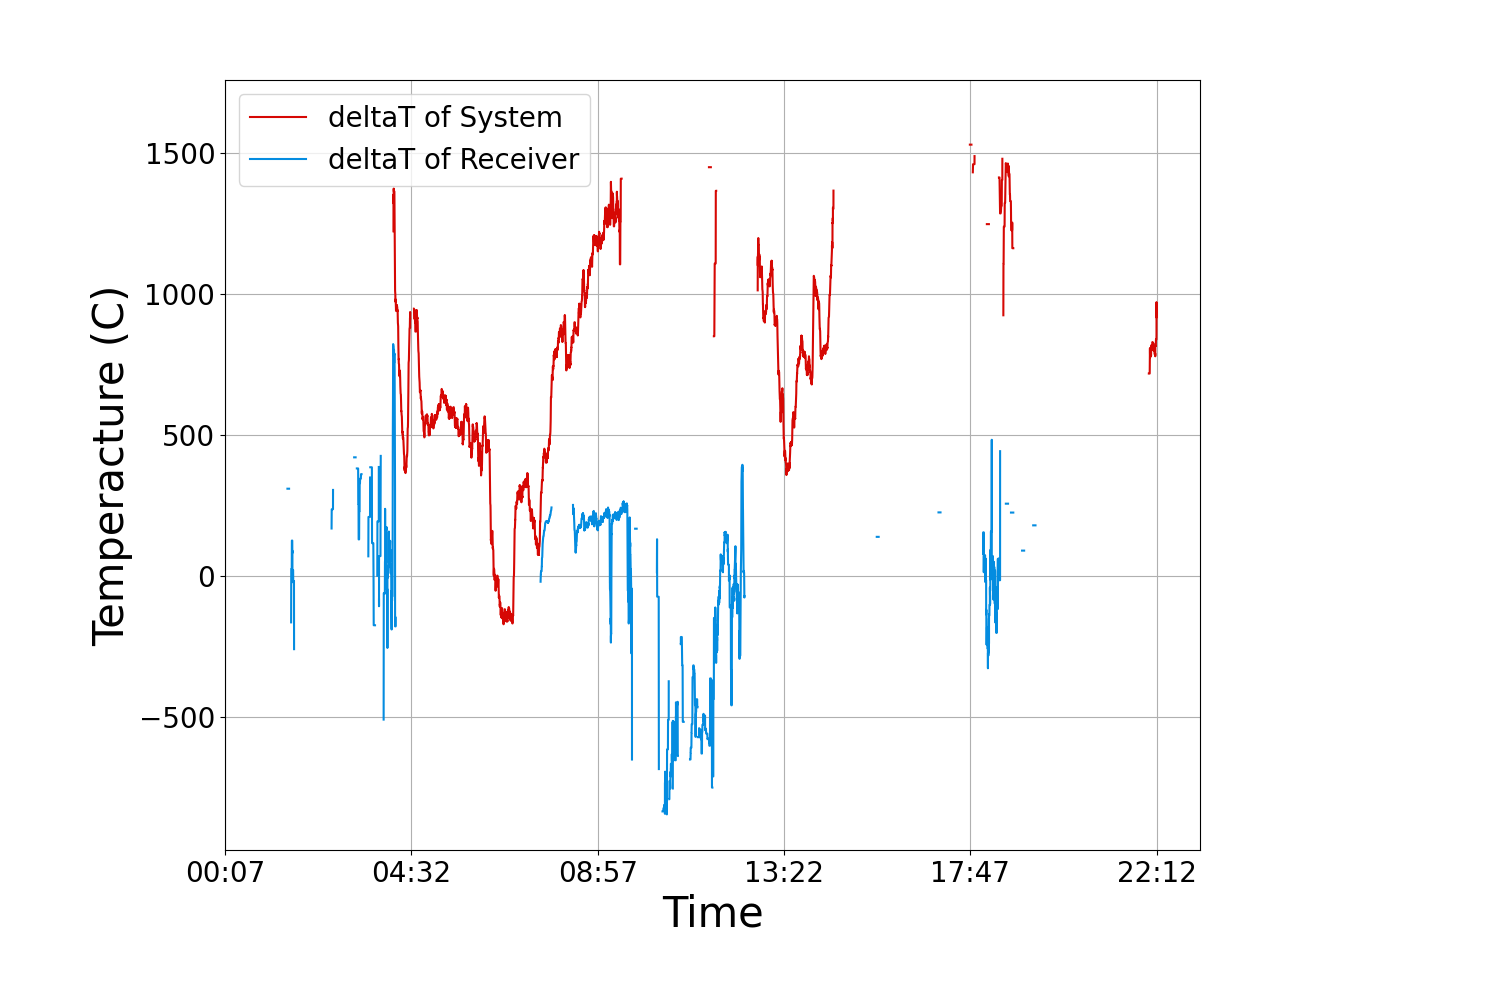 deltaT of System
deltaT of Receiver
1500
1000
500
0
−500
Temperacture (C)
00:07 04:32 08:57 13:22 17:47 22:12
Time